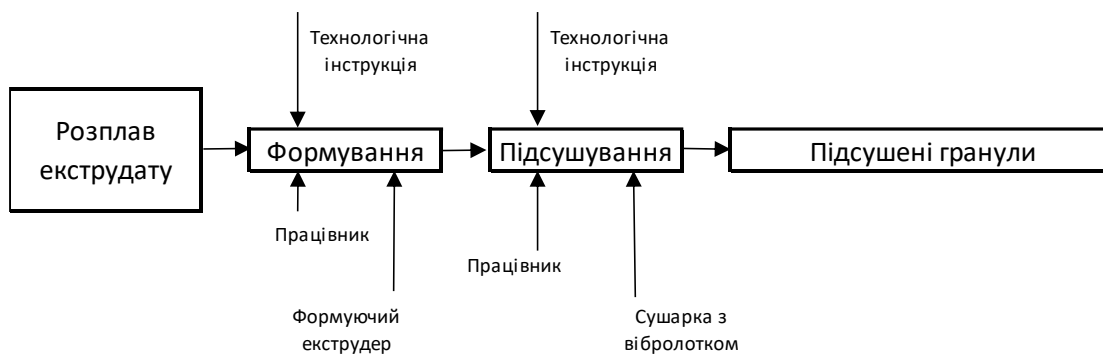 Технологічна
інструкція
Технологічна
інструкція
Розплав
екструдату
Формування
Підсушування
Підсушені гранули
Працівник
Працівник
Формуючий
екструдер
Сушарка з
вібролотком